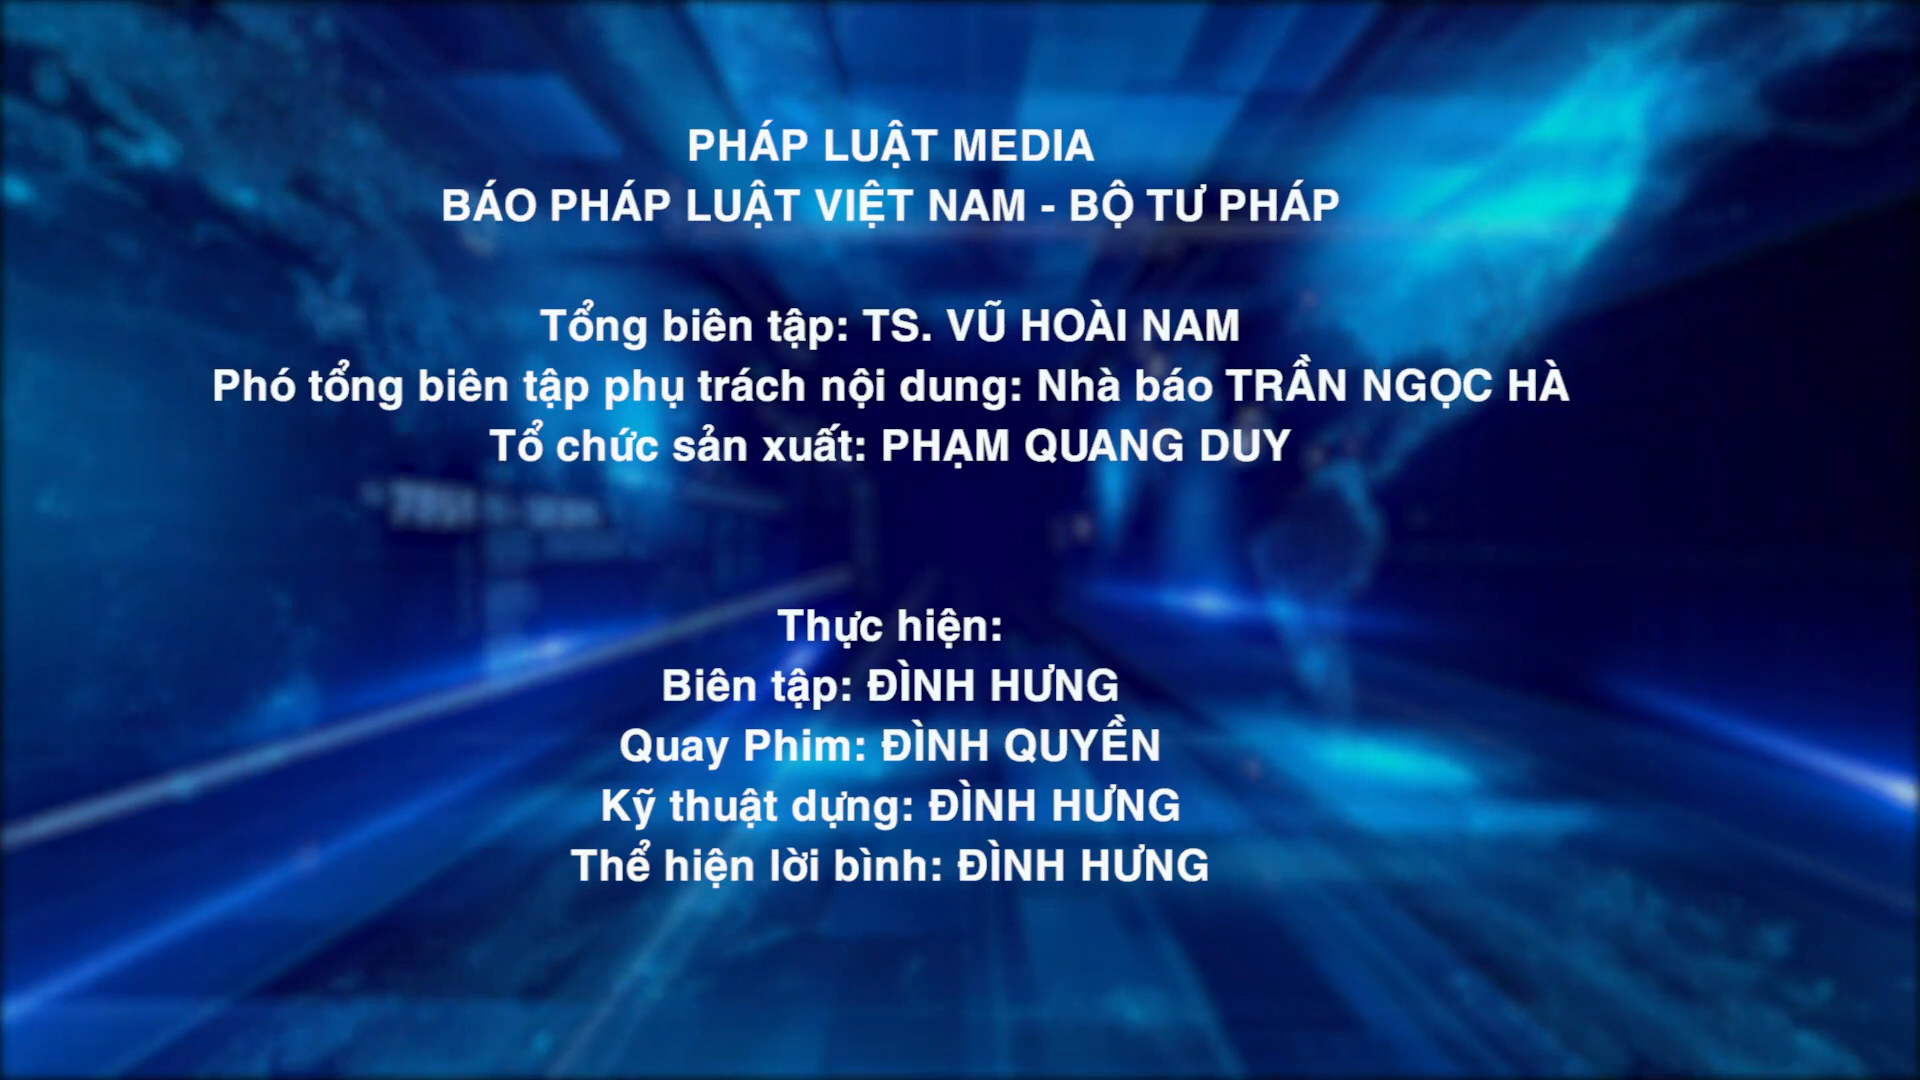 PHÁP LUẬT MEDIA
BÁO PHÁP LUẬT VIỆT NAM - BỘ TƯ PHÁP
Tổng biên tập: TS. VŨ HOÀI NAM
Phó tổng biên tập phụ trách nội dung: Nhà báo TRẦN NGỌC HÀ
Tổ chức sản xuất: PHẠM QUANG DUY
Thực hiện:
Biên tập: ĐÌNH HƯNG
Quay Phim: ĐÌNH QUYỀN
Kỹ thuật dựng: ĐÌNH HƯNG
Thể hiện lời bình: ĐÌNH HƯNG